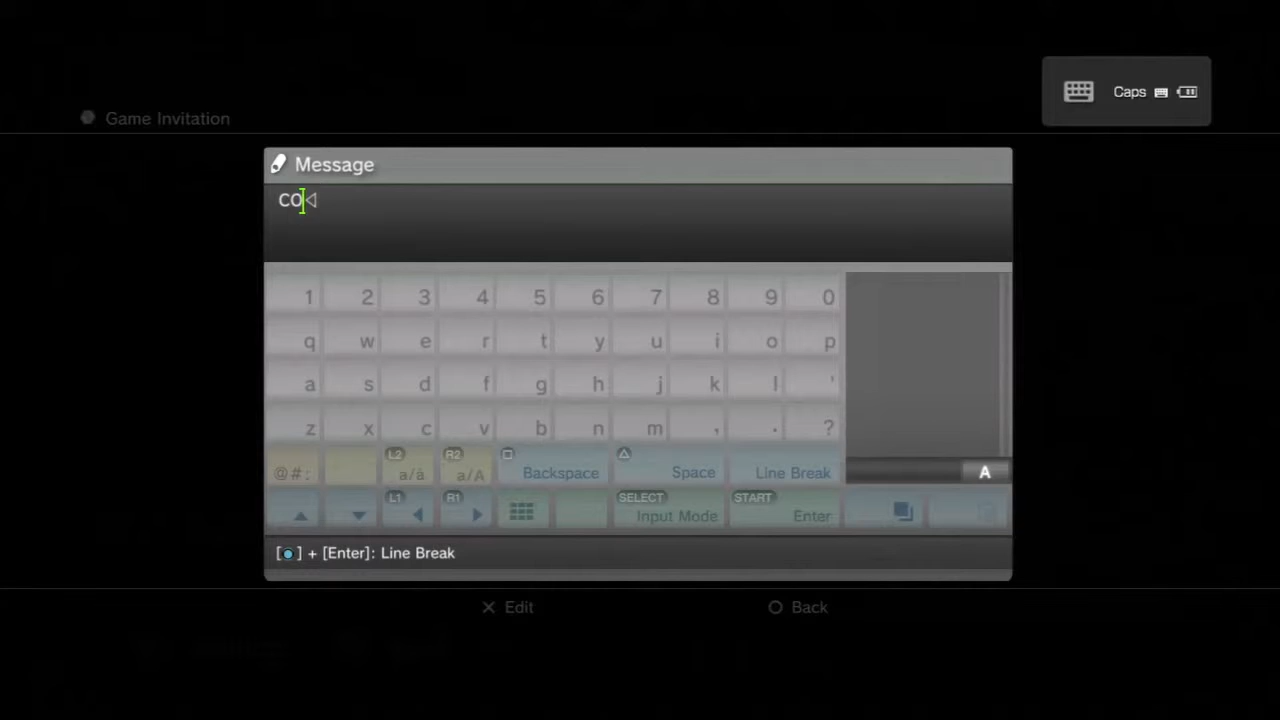 Caps
Game Invitation
Message
CO
1 2 3 4 5 6 7 8 9 0
q w e r t y u i o p
a s d f g h j k l '
z x c v b n m , . ?
@#: L2 a/à R2 a/A Backspace Space Line Break
A
L1 R1 SELECT Input Mode START Enter
[ ] + [Enter]: Line Break
Edit Back